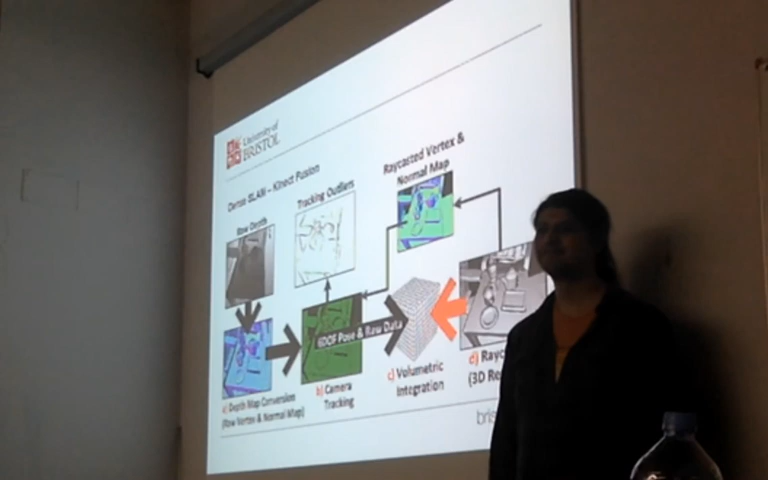 University of
BRISTOL
Dense SLAM – Kinect Fusion
Raycasted Vertex &
Normal Map
Tracking Outliers
Raw Depth
6DOF Pose & Raw Data
a) Depth Map Conversion
(Raw Vertex & Normal Map)
b) Camera
Tracking
c) Volumetric
Integration
d) Rayc
(3D Re
bris